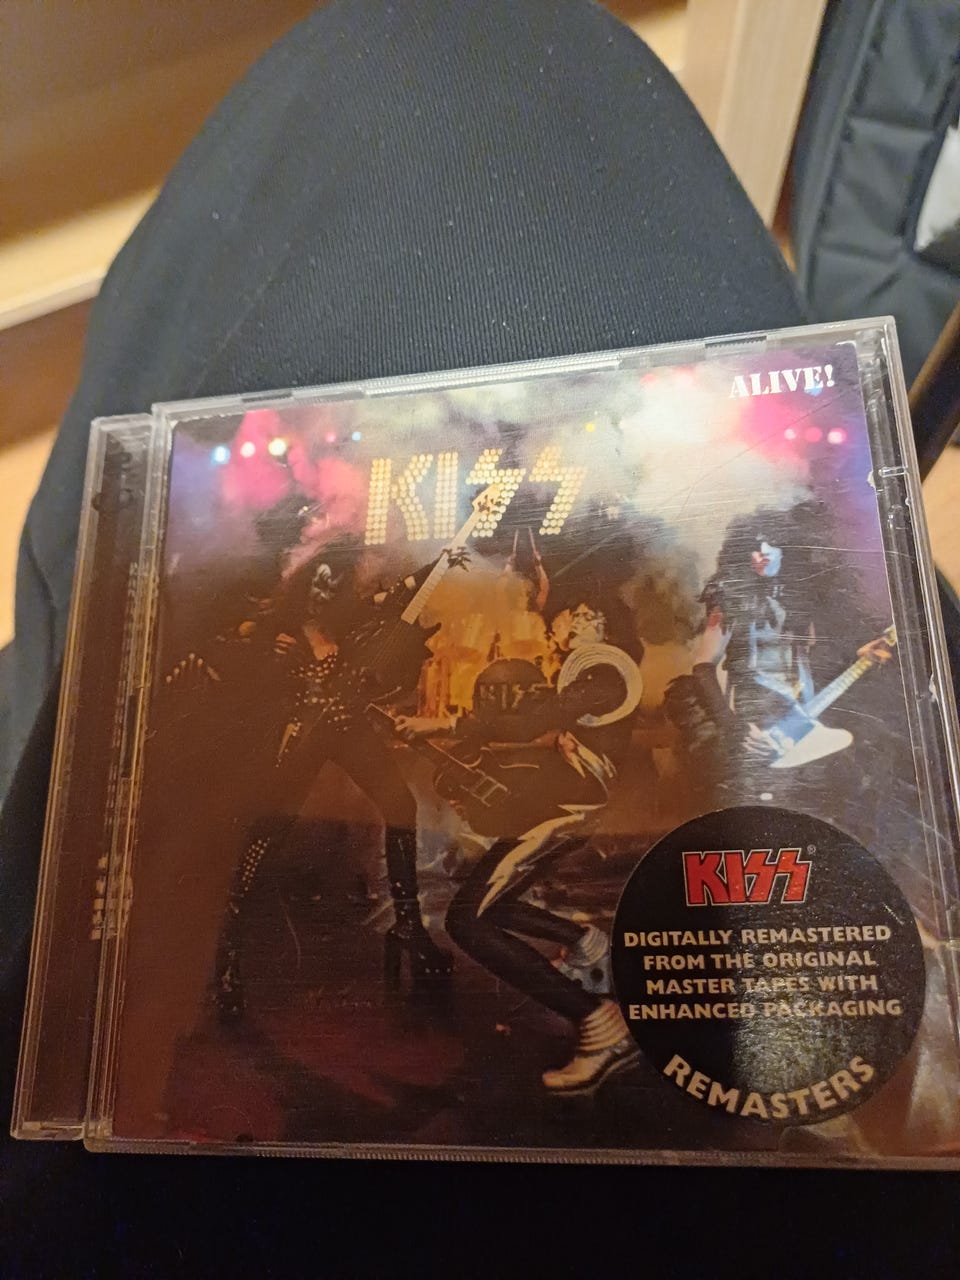 ALIVE!
KISS
KISS
KISS®
DIGITALLY REMASTERED
FROM THE ORIGINAL
MASTER TAPES WITH
ENHANCED PACKAGING
REMASTERS